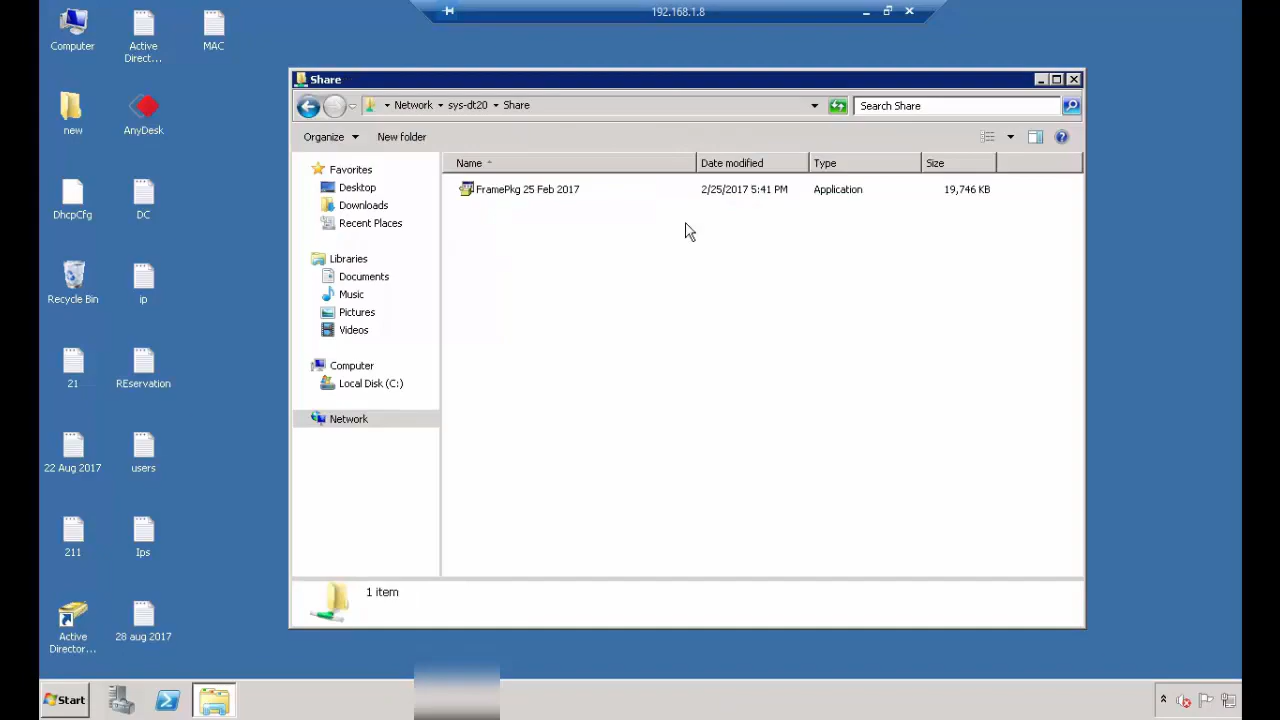 192.168.1.8
Computer
Active
Direct...
MAC
new
AnyDesk
DhcpCfg
DC
Recycle Bin
ip
21
REservation
22 Aug 2017
users
211
Ips
Active
Director...
28 aug 2017
Share
Network
sys-dt20
Share
Search Share
Organize
New folder
Favorites
Desktop
Downloads
Recent Places
Libraries
Documents
Music
Pictures
Videos
Computer
Local Disk (C:)
Network
Name
Date modified
Type
Size
FramePkg 25 Feb 2017
2/25/2017 5:41 PM
Application
19,746 KB
1 item
Start